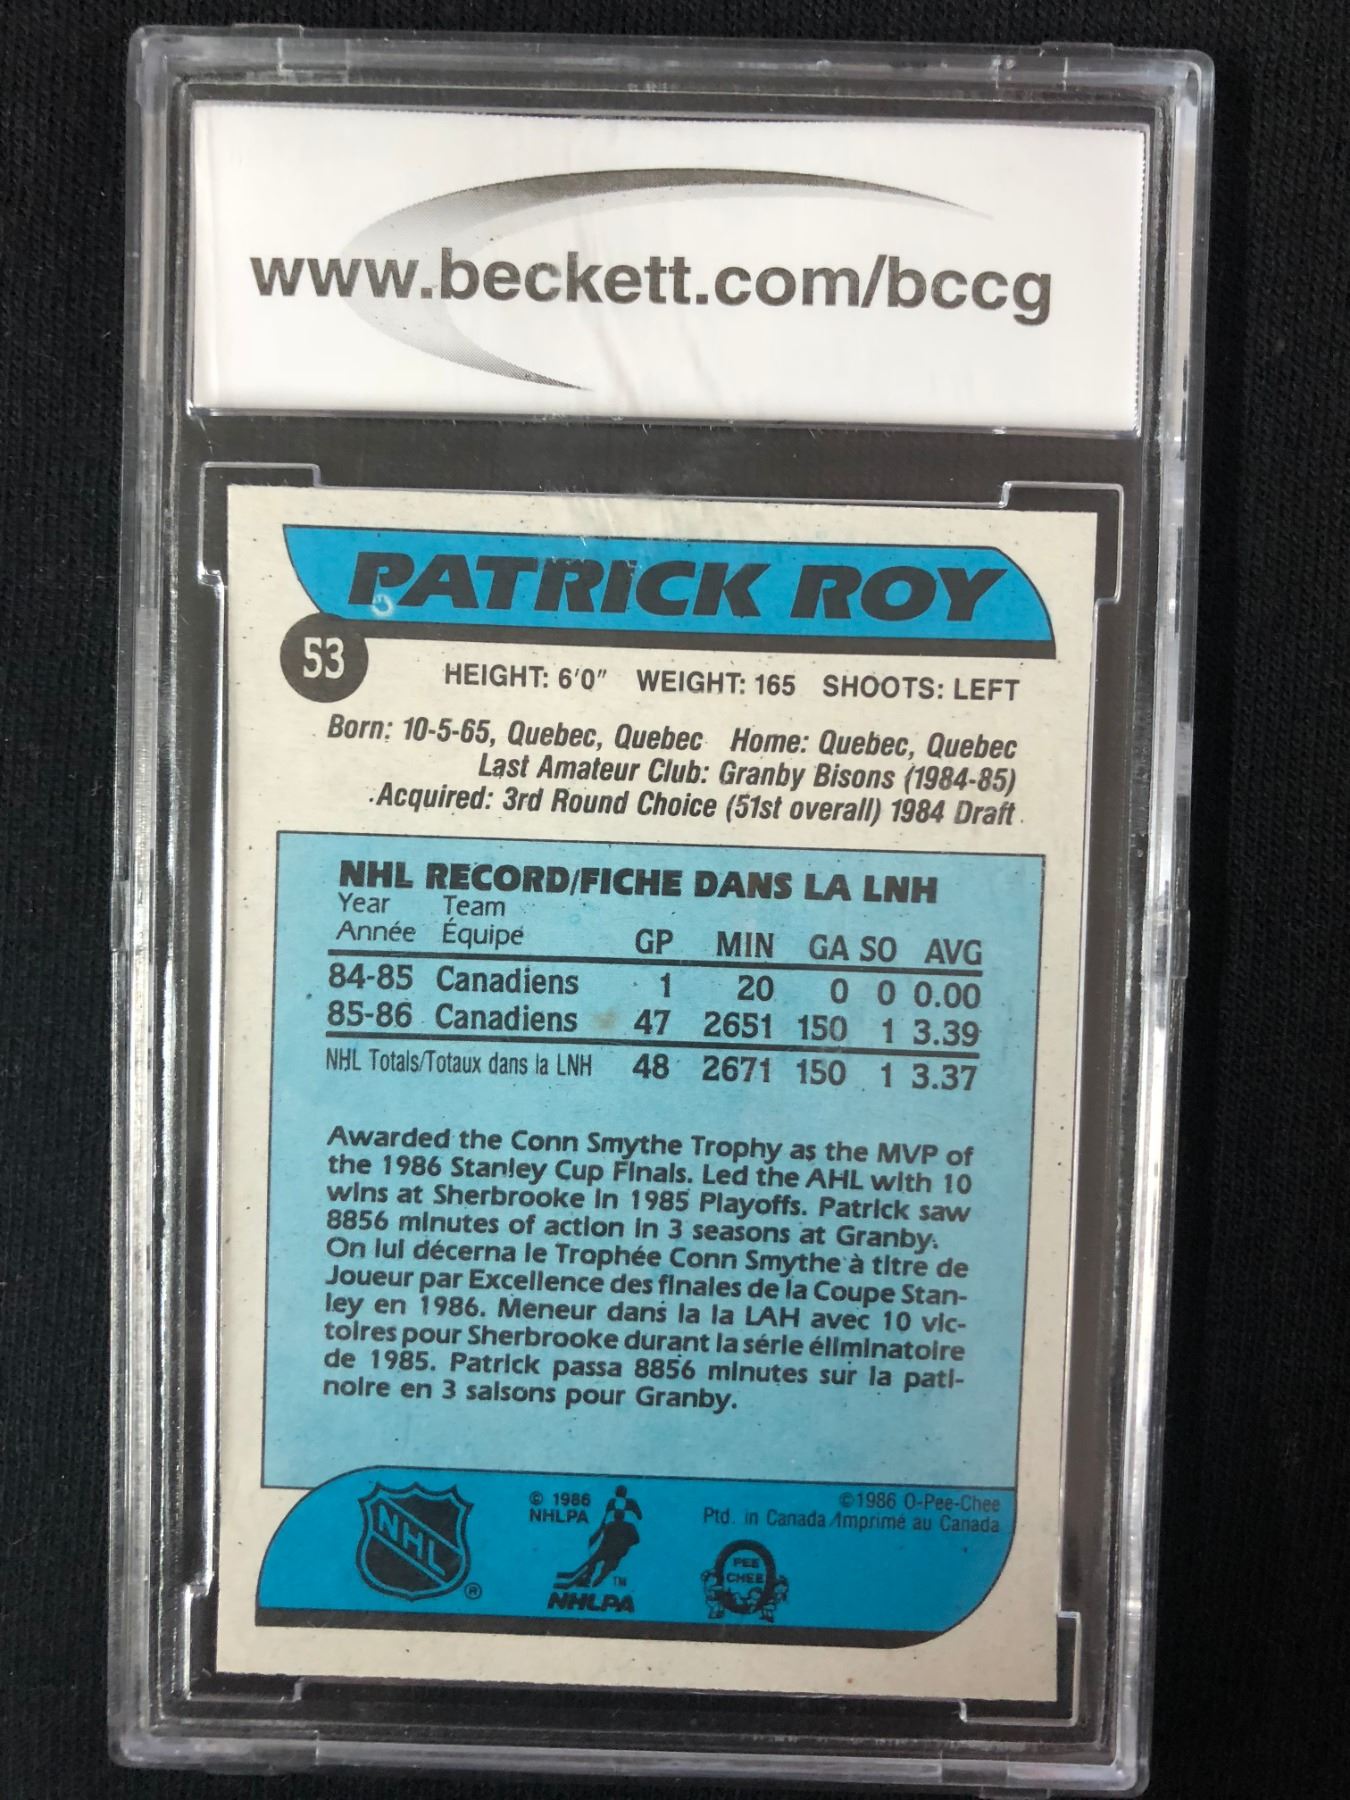 www.beckett.com/bccg
PATRICK ROY
53
HEIGHT: 6'0" WEIGHT: 165 SHOOTS: LEFT
Born: 10-5-65, Quebec, Quebec Home: Quebec, Quebec
Last Amateur Club: Granby Bisons (1984-85)
Acquired: 3rd Round Choice (51st overall) 1984 Draft
NHL RECORD/FICHE DANS LA LNH
Year Team
Année Équipe GP MIN GA SO AVG
84-85 Canadiens 1 20 0 0 0.00
85-86 Canadiens 47 2651 150 1 3.39
NHL Totals/Totaux dans la LNH 48 2671 150 1 3.37
Awarded the Conn Smythe Trophy as the MVP of
the 1986 Stanley Cup Finals. Led the AHL with 10
wins at Sherbrooke in 1985 Playoffs. Patrick saw
8856 minutes of action in 3 seasons at Granby.
On lui décerna le Trophée Conn Smythe à titre de
Joueur par Excellence des finales de la Coupe Stan-
ley en 1986. Meneur dans la la LAH avec 10 vic-
toires pour Sherbrooke durant la série éliminatoire
de 1985. Patrick passa 8856 minutes sur la pati-
noire en 3 saisons pour Granby.
NHL ®
© 1986
NHLPA
TM
NHLPA
©1986 O-Pee-Chee
Ptd. in Canada/Imprimé au Canada
PEE
CHEE